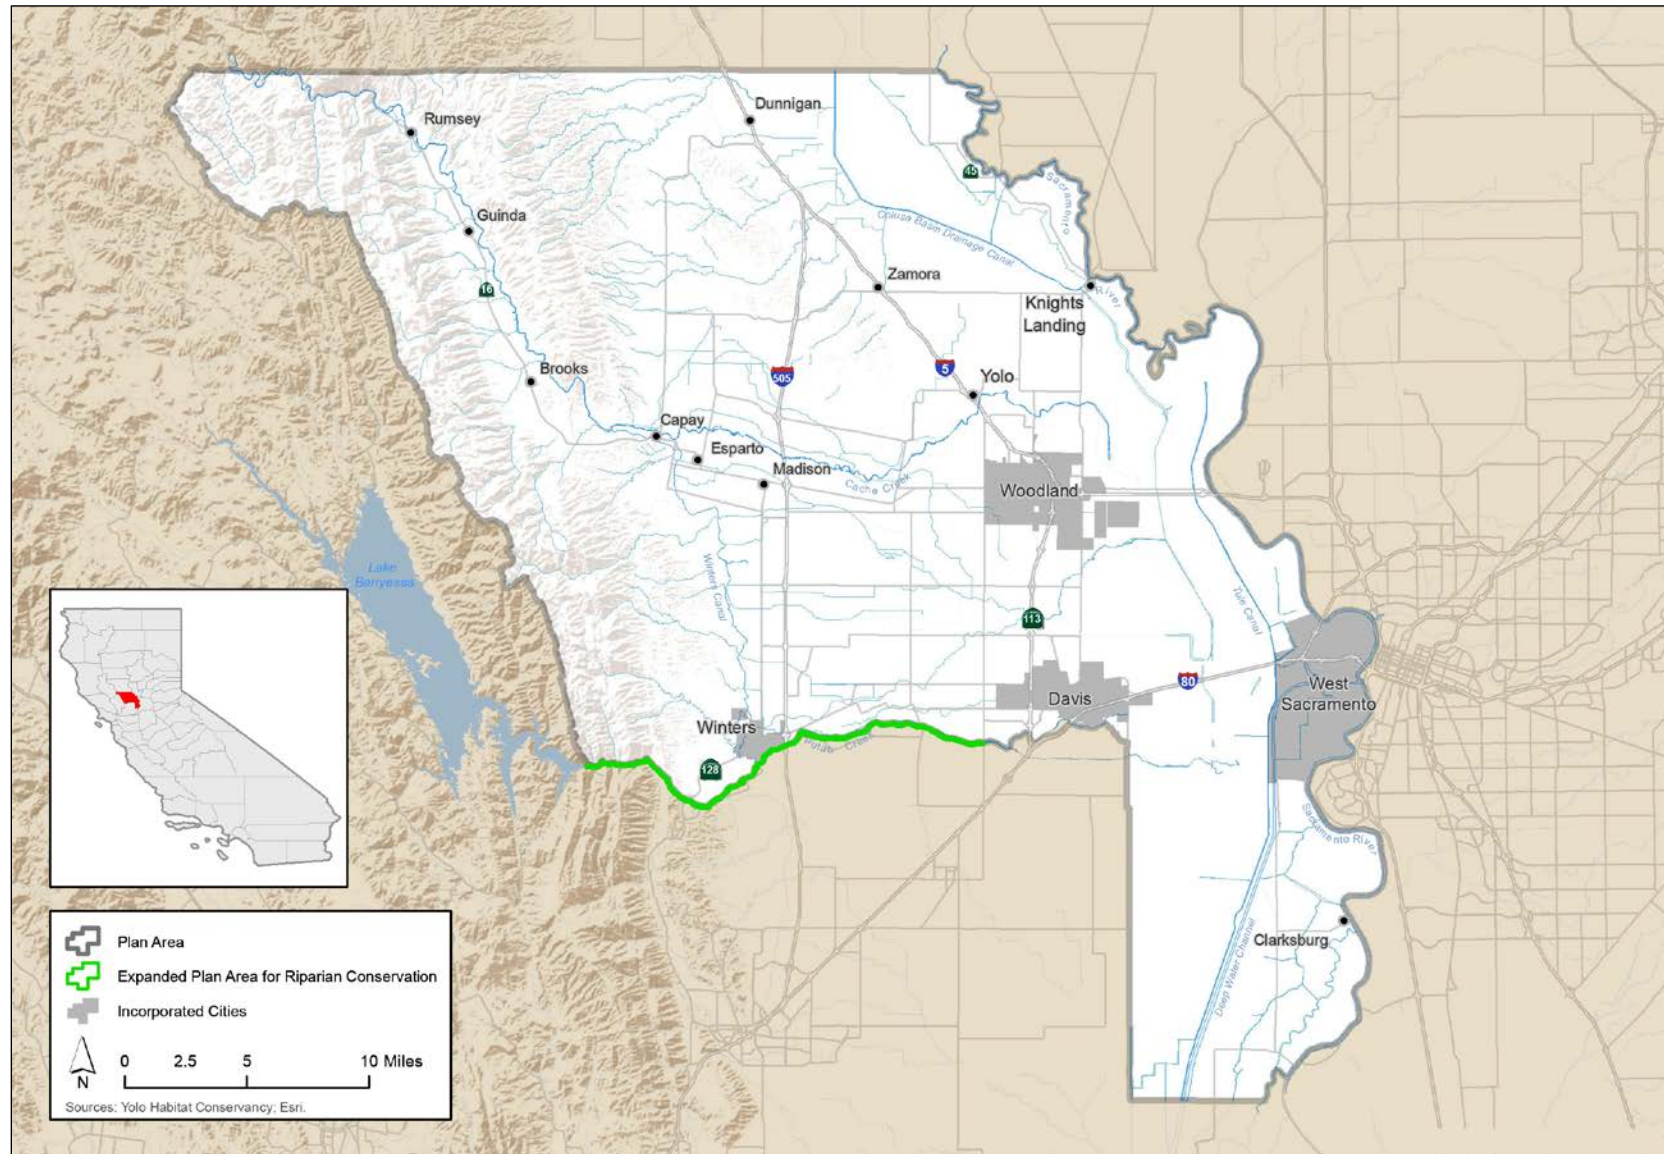 Dunnigan
Rumsey
45
Sacramento
Guinda
Colusa Basin Drainage Canal
Zamora
16
River
Knights
Landing
505
5
Yolo
Brooks
Capay
Esparto
Madison
Cache Creek
Woodland
Lake
Berryessa
Winters Canal
Tule Canal
113
80
West
Sacramento
Davis
Winters
Putah Creek
128
Sacramento River
Deep Water Channel
Clarksburg
Plan Area
Expanded Plan Area for Riparian Conservation
Incorporated Cities
N
0 2.5 5 10 Miles
Sources: Yolo Habitat Conservancy; Esri.